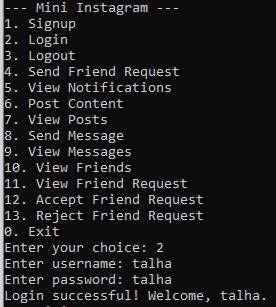 --- Mini Instagram ---
1. Signup
2. Login
3. Logout
4. Send Friend Request
5. View Notifications
6. Post Content
7. View Posts
8. Send Message
9. View Messages
10. View Friends
11. View Friend Request
12. Accept Friend Request
13. Reject Friend Request
0. Exit
Enter your choice: 2
Enter username: talha
Enter password: talha
Login successful! Welcome, talha.